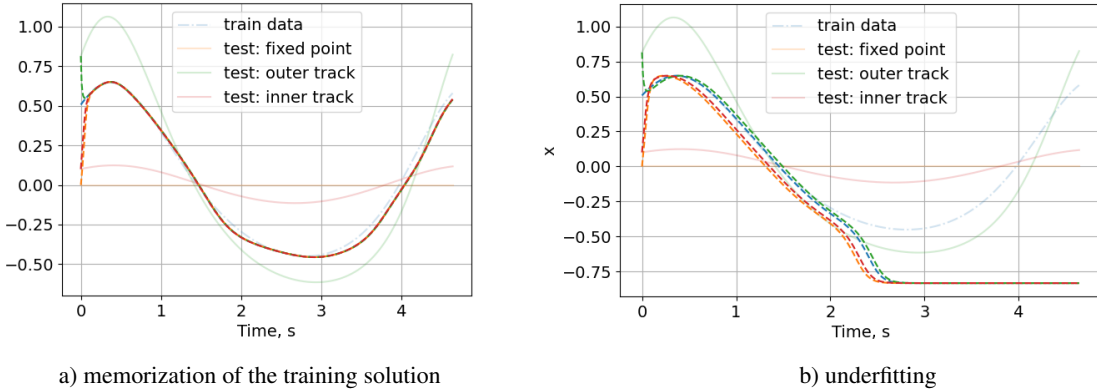 1.00
0.75
0.50
0.25
0.00
−0.25
−0.50
0 1 2 3 4
Time, s
train data
test: fixed point
test: outer track
test: inner track
a) memorization of the training solution
x
1.00
0.75
0.50
0.25
0.00
−0.25
−0.50
−0.75
0 1 2 3 4
Time, s
train data
test: fixed point
test: outer track
test: inner track
b) underfitting